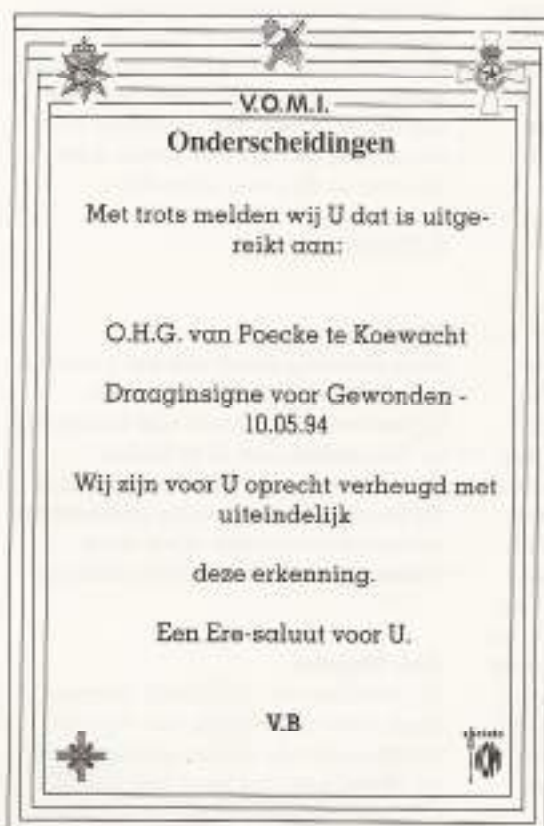 V.O.M.I.
Onderscheidingen
Met trots melden wij U dat is uitge-
reikt aan:
O.H.G. van Poecke te Koewacht
Draaginsigne voor Gewonden -
10.05.94
Wij zijn voor U oprecht verheugd met
uiteindelijk
deze erkenning.
Een Ere-saluut voor U.
V.B